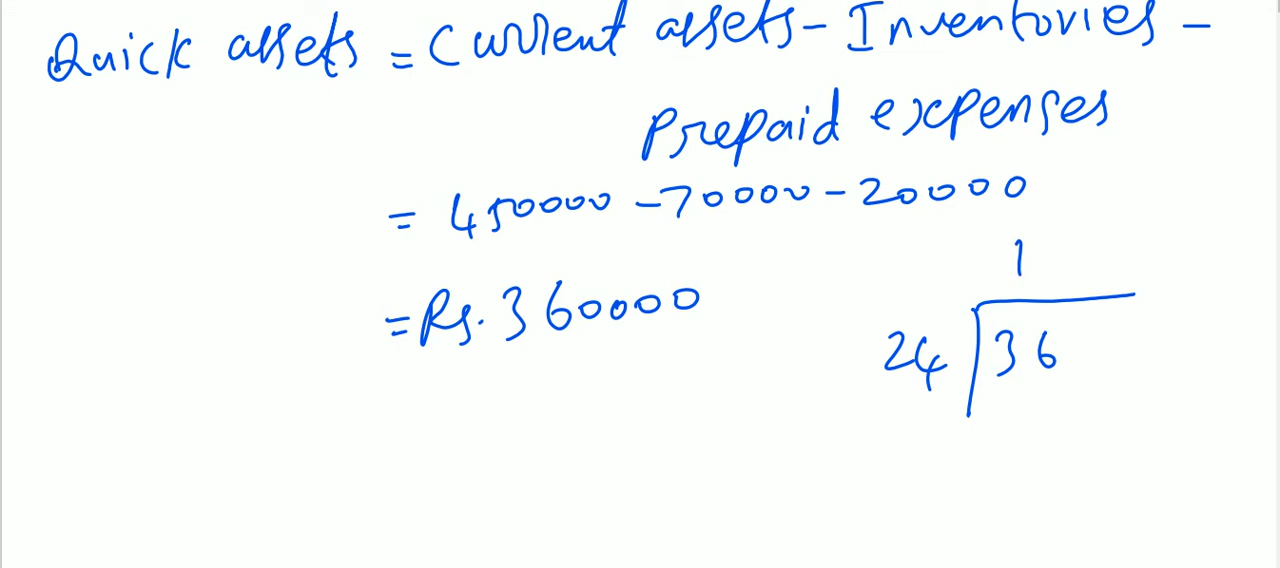 Quick assets = Current assets - Inventories -
Prepaid expenses
= 450000 - 70000 - 20000
= Rs. 360000
1
24 36